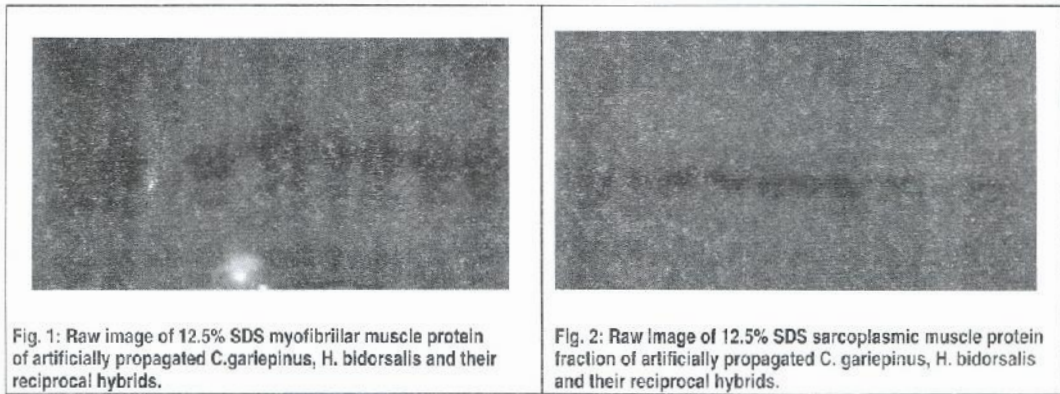 Fig. 1: Raw image of 12.5% SDS myofibrillar muscle protein
of artificially propagated C.gariepinus, H. bidorsalis and their
reciprocal hybrids.
Fig. 2: Raw image of 12.5% SDS sarcoplasmic muscle protein
fraction of artificially propagated C. gariepinus, H. bidorsalis
and their reciprocal hybrids.